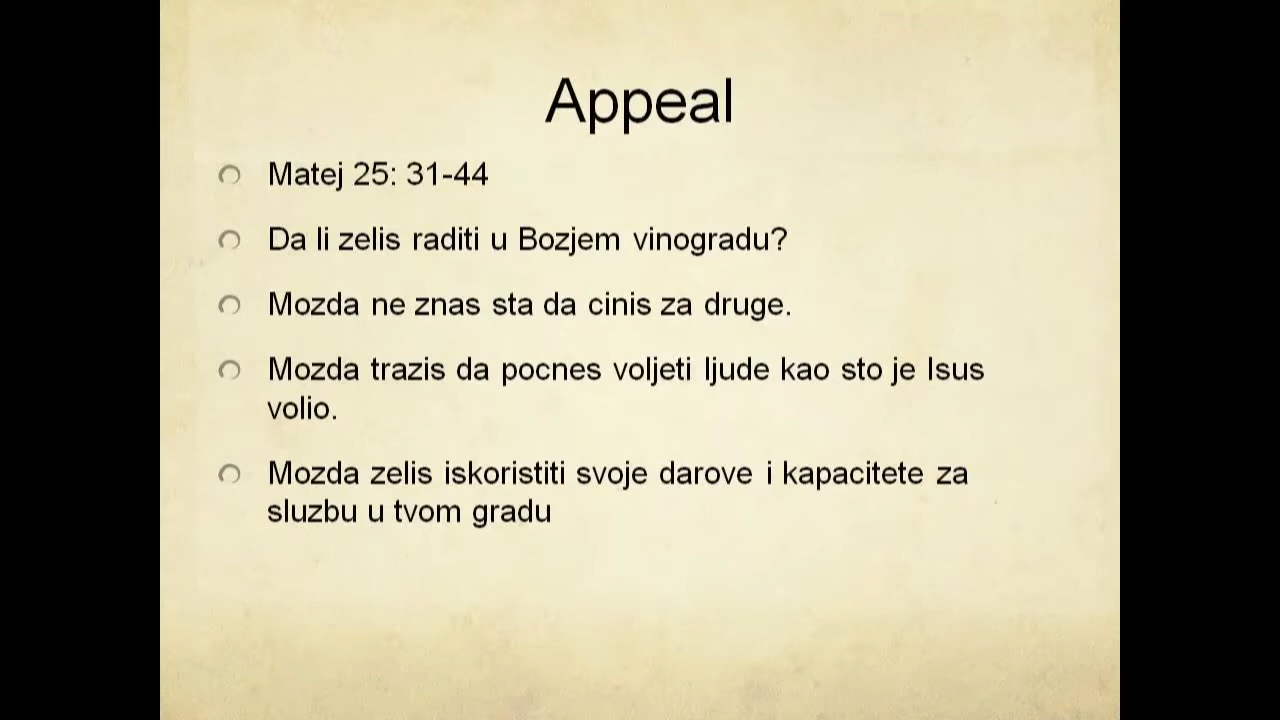 Appeal
Matej 25: 31-44
Da li zelis raditi u Bozjem vinogradu?
Mozda ne znas sta da cinis za druge.
Mozda trazis da pocnes voljeti ljude kao sto je Isus
volio.
Mozda zelis iskoristiti svoje darove i kapacitete za
sluzbu u tvom gradu